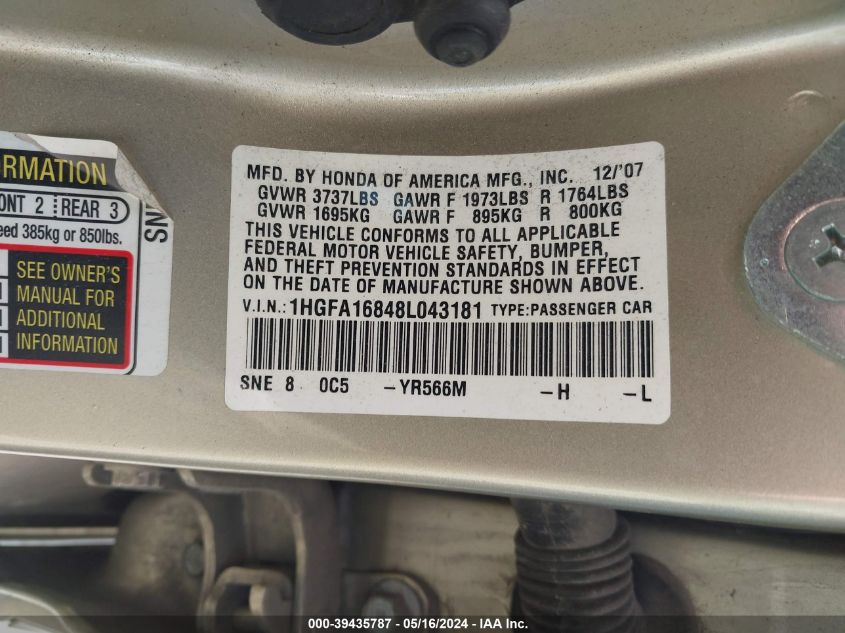 MFD. BY HONDA OF AMERICA MFG., INC. 12/'07
GVWR 3737LBS GAWR F 1973LBS R 1764LBS
GVWR 1695KG GAWR F 895KG R 800KG
THIS VEHICLE CONFORMS TO ALL APPLICABLE
FEDERAL MOTOR VEHICLE SAFETY, BUMPER,
AND THEFT PREVENTION STANDARDS IN EFFECT
ON THE DATE OF MANUFACTURE SHOWN ABOVE.
V.I.N.: 1HGFA16848L043181 TYPE:PASSENGER CAR
SNE 8 0C5 -YR566M -H -L
ORMATION
ONT 2 REAR 3
eed 385kg or 850lbs.
SEE OWNER'S
MANUAL FOR
ADDITIONAL
INFORMATION
SN
000-39435787 - 05/16/2024 - IAA Inc.